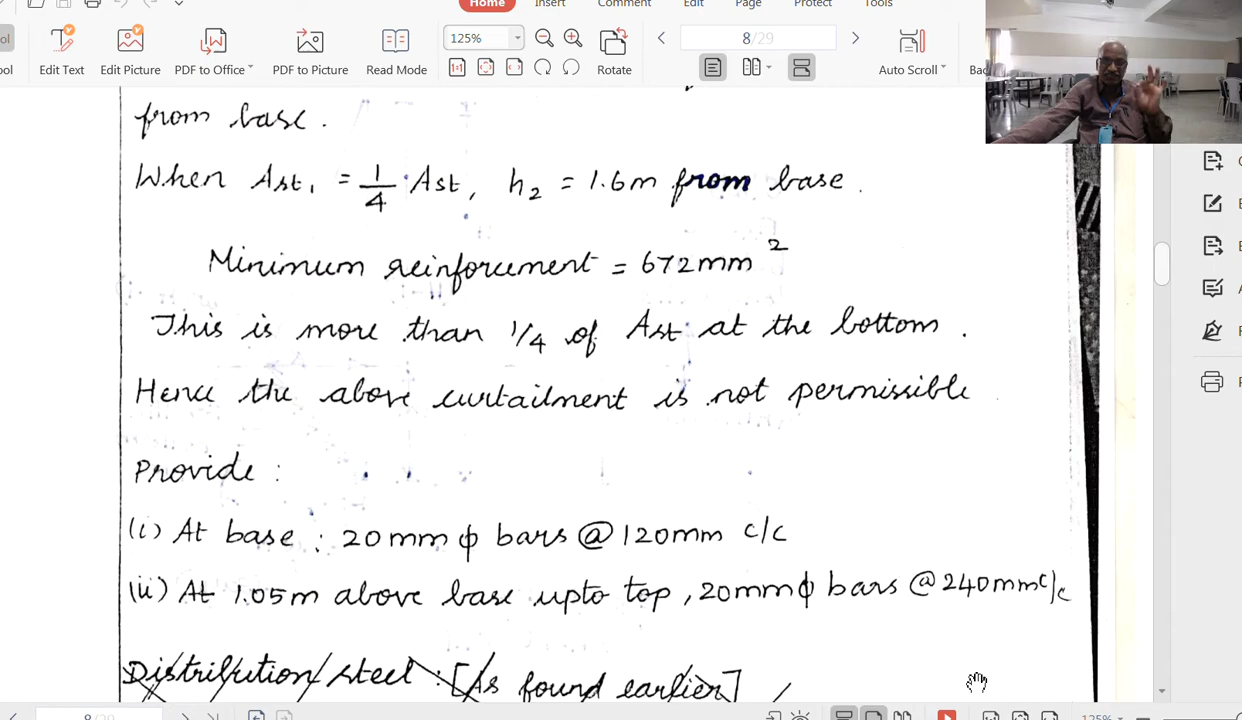 Home Insert Comment Edit Page Protect Tools
Edit Text Edit Picture PDF to Office PDF to Picture Read Mode 125% Rotate 8/29 Auto Scroll
from base.
When Ast₁ = 1/4 Ast, h₂ = 1.6m from base.
Minimum reinforcement = 672mm²
This is more than 1/4 of Ast at the bottom.
Hence the above curtailment is not permissible
Provide :
(i) At base : 20mm ϕ bars @ 120mm c/c
(ii) At 1.05m above base upto top, 20mm ϕ bars @ 240mm c/c
Distribution steel : [As found earlier]
8/29 125%